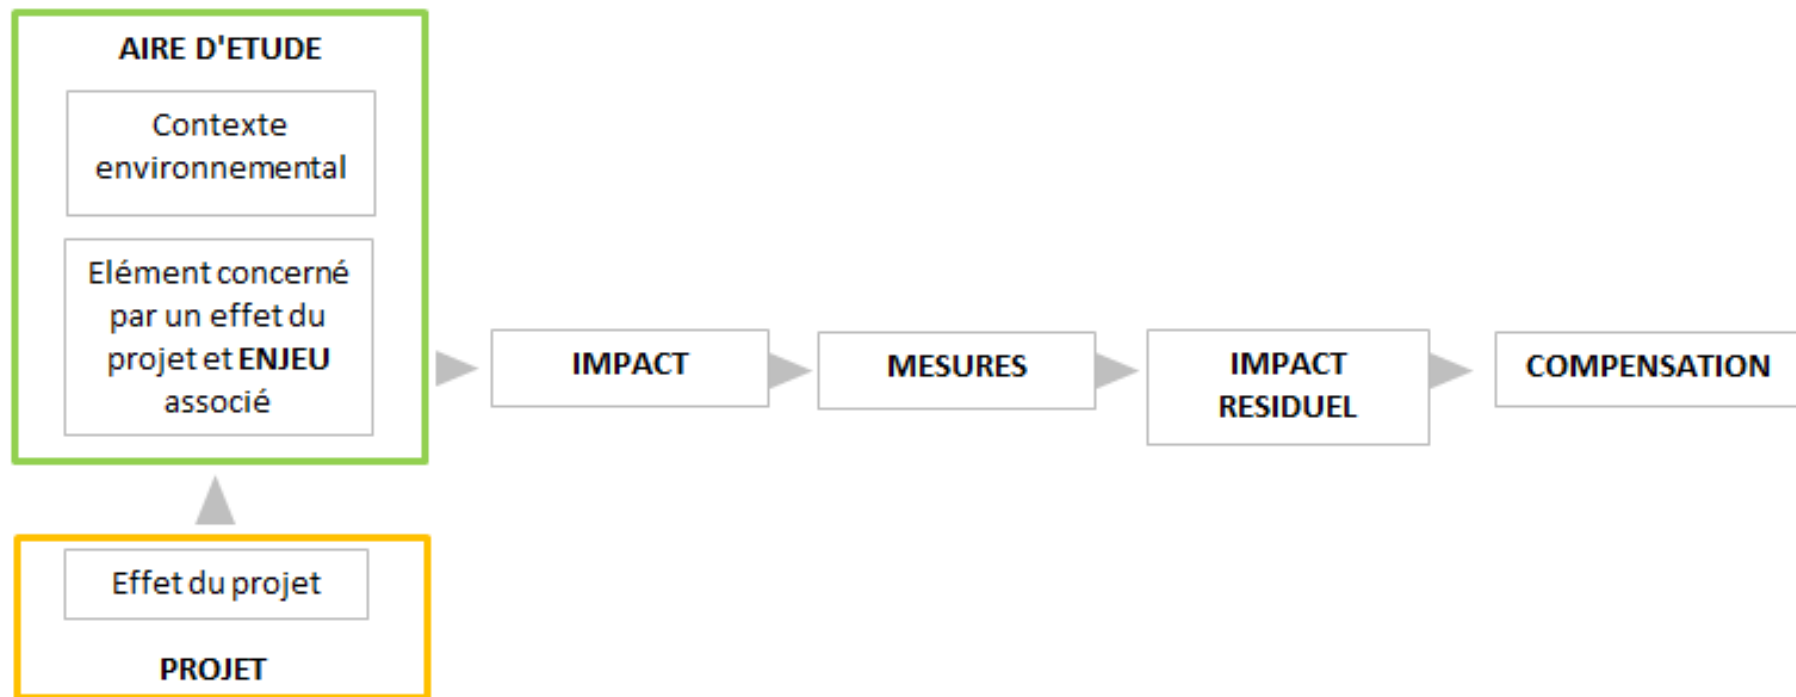 AIRE D'ETUDE
Contexte
environnemental
Elément concerné
par un effet du
projet et ENJEU
associé
IMPACT
MESURES
IMPACT
RESIDUEL
COMPENSATION
Effet du projet
PROJET